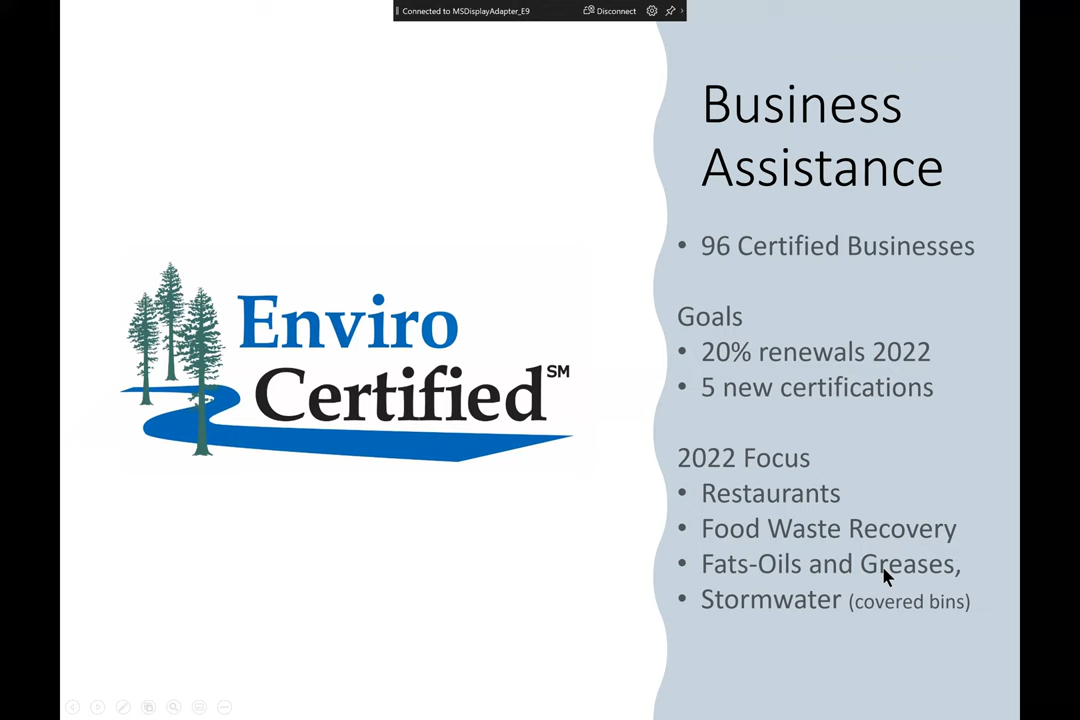 Connected to MSDisplayAdapter_E9
Disconnect
Business
Assistance
• 96 Certified Businesses
Goals
• 20% renewals 2022
• 5 new certifications
2022 Focus
• Restaurants
• Food Waste Recovery
• Fats-Oils and Greases,
• Stormwater (covered bins)
Enviro
Certified SM